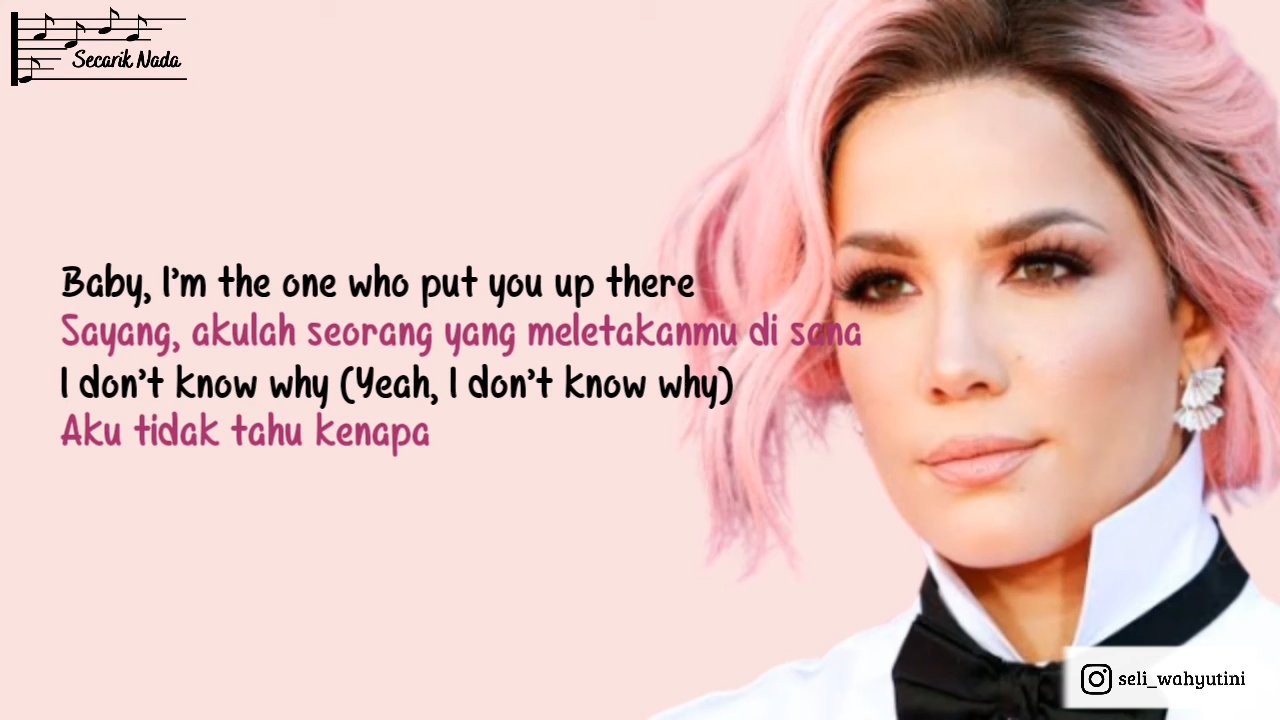 Secarik Nada
Baby, I'm the one who put you up there
Sayang, akulah seorang yang meletakanmu di sana
I don't know why (Yeah, I don't know why)
Aku tidak tahu kenapa
seli_wahyutini